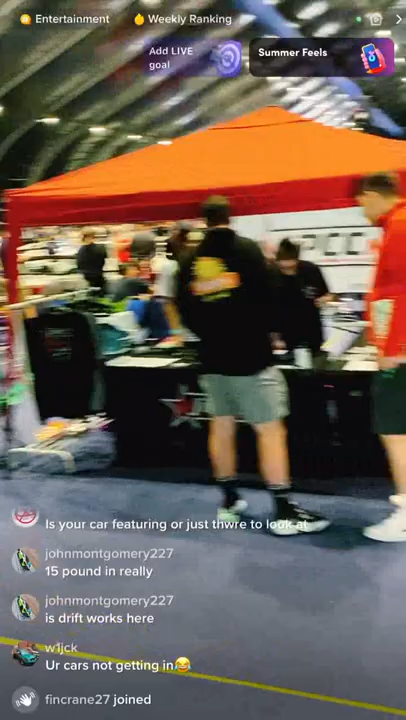 Entertainment
Weekly Ranking
Add LIVE
goal
Summer Feels
Is your car featuring or just thwre to look at
johnmontgomery227
15 pound in really
johnmontgomery227
is drift works here
w1jck
Ur cars not getting in😂
fincrane27 joined